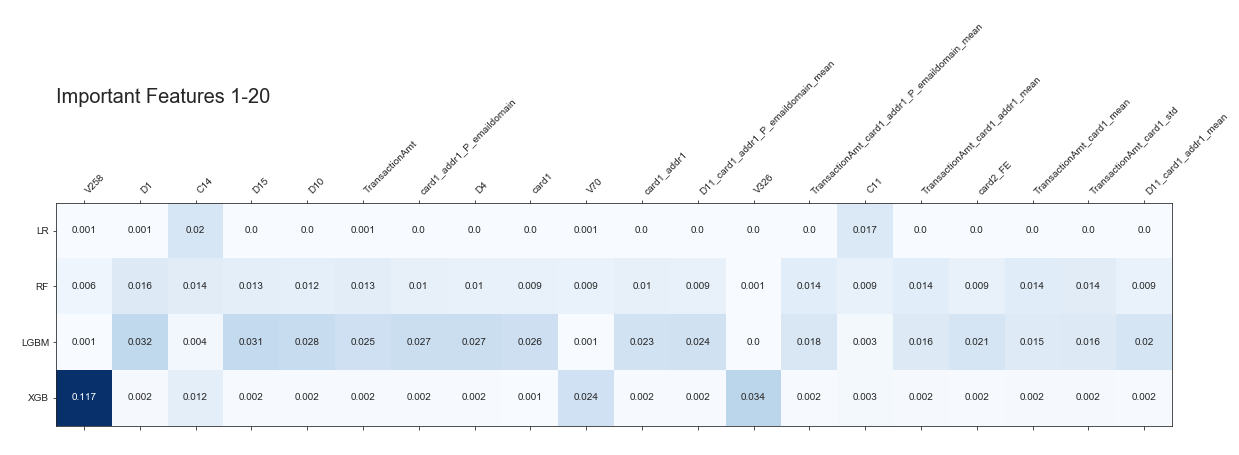 Important Features 1-20
V258 D1 C14 D15 D10 TransactionAmt card1_addr1_P_emaildomain D4 card1 V70 card1_addr1 D11_card1_addr1_P_emaildomain_mean V326 TransactionAmt_card1_addr1_P_emaildomain_mean C11 TransactionAmt_card1_addr1_mean card2_FE TransactionAmt_card1_mean TransactionAmt_card1_std D11_card1_addr1_mean
LR 0.001 0.001 0.02 0.0 0.0 0.001 0.0 0.0 0.0 0.001 0.0 0.0 0.0 0.0 0.017 0.0 0.0 0.0 0.0 0.0
RF 0.006 0.016 0.014 0.013 0.012 0.013 0.01 0.01 0.009 0.009 0.01 0.009 0.001 0.014 0.009 0.014 0.009 0.014 0.014 0.009
LGBM 0.001 0.032 0.004 0.031 0.028 0.025 0.027 0.027 0.026 0.001 0.023 0.024 0.0 0.018 0.003 0.016 0.021 0.015 0.016 0.02
XGB 0.117 0.002 0.012 0.002 0.002 0.002 0.002 0.002 0.001 0.024 0.002 0.002 0.034 0.002 0.003 0.002 0.002 0.002 0.002 0.002